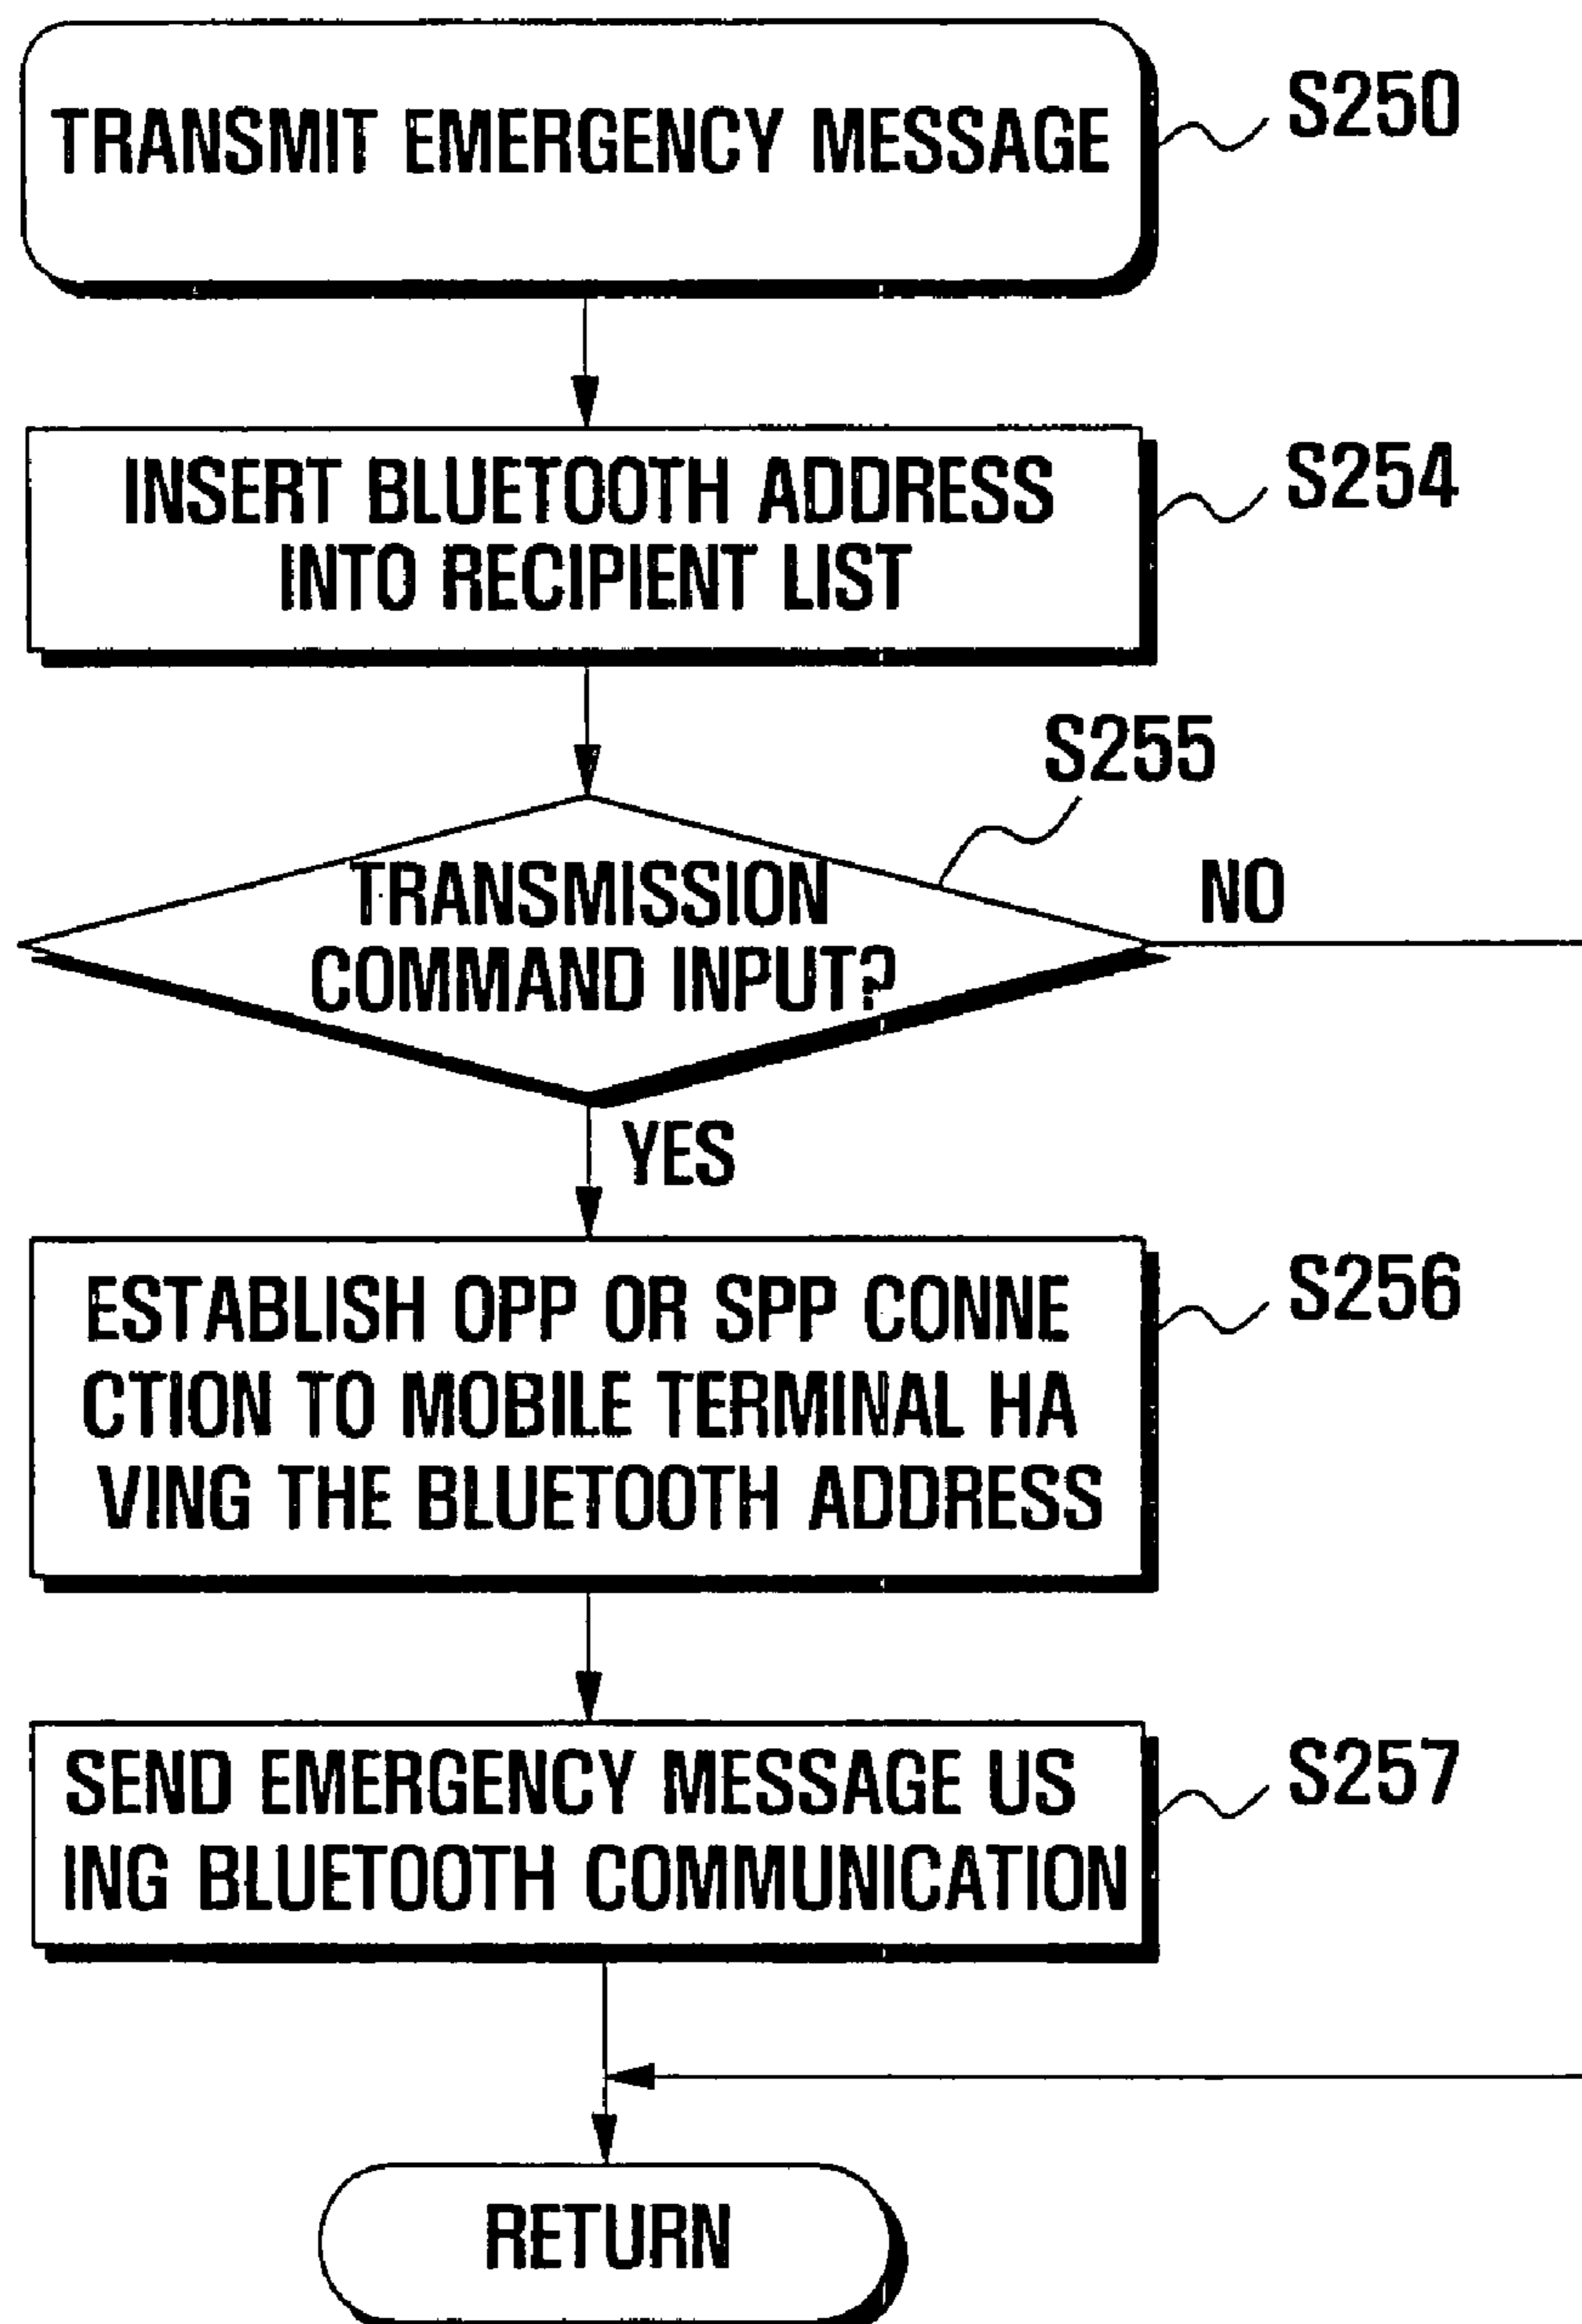 TRANSMIT EMERGENCY MESSAGE
S250
INSERT BLUETOOTH ADDRESS
INTO RECIPIENT LIST
S254
S255
TRANSMISSION
COMMAND INPUT?
NO
YES
ESTABLISH OPP OR SPP CONNE
CTION TO MOBILE TERMINAL HA
VING THE BLUETOOTH ADDRESS
S256
SEND EMERGENCY MESSAGE US
ING BLUETOOTH COMMUNICATION
S257
RETURN